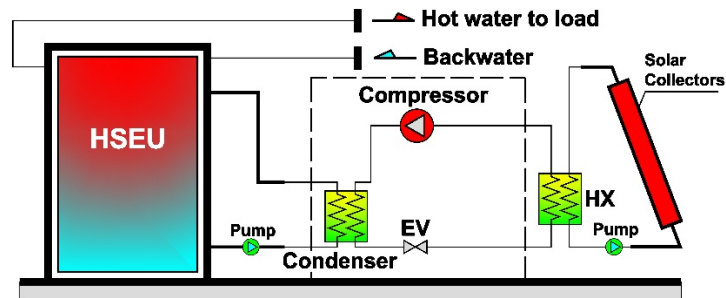 Hot water to load
Backwater
Solar
Collectors
Compressor
HSEU
HX
Pump
EV
Pump
Condenser